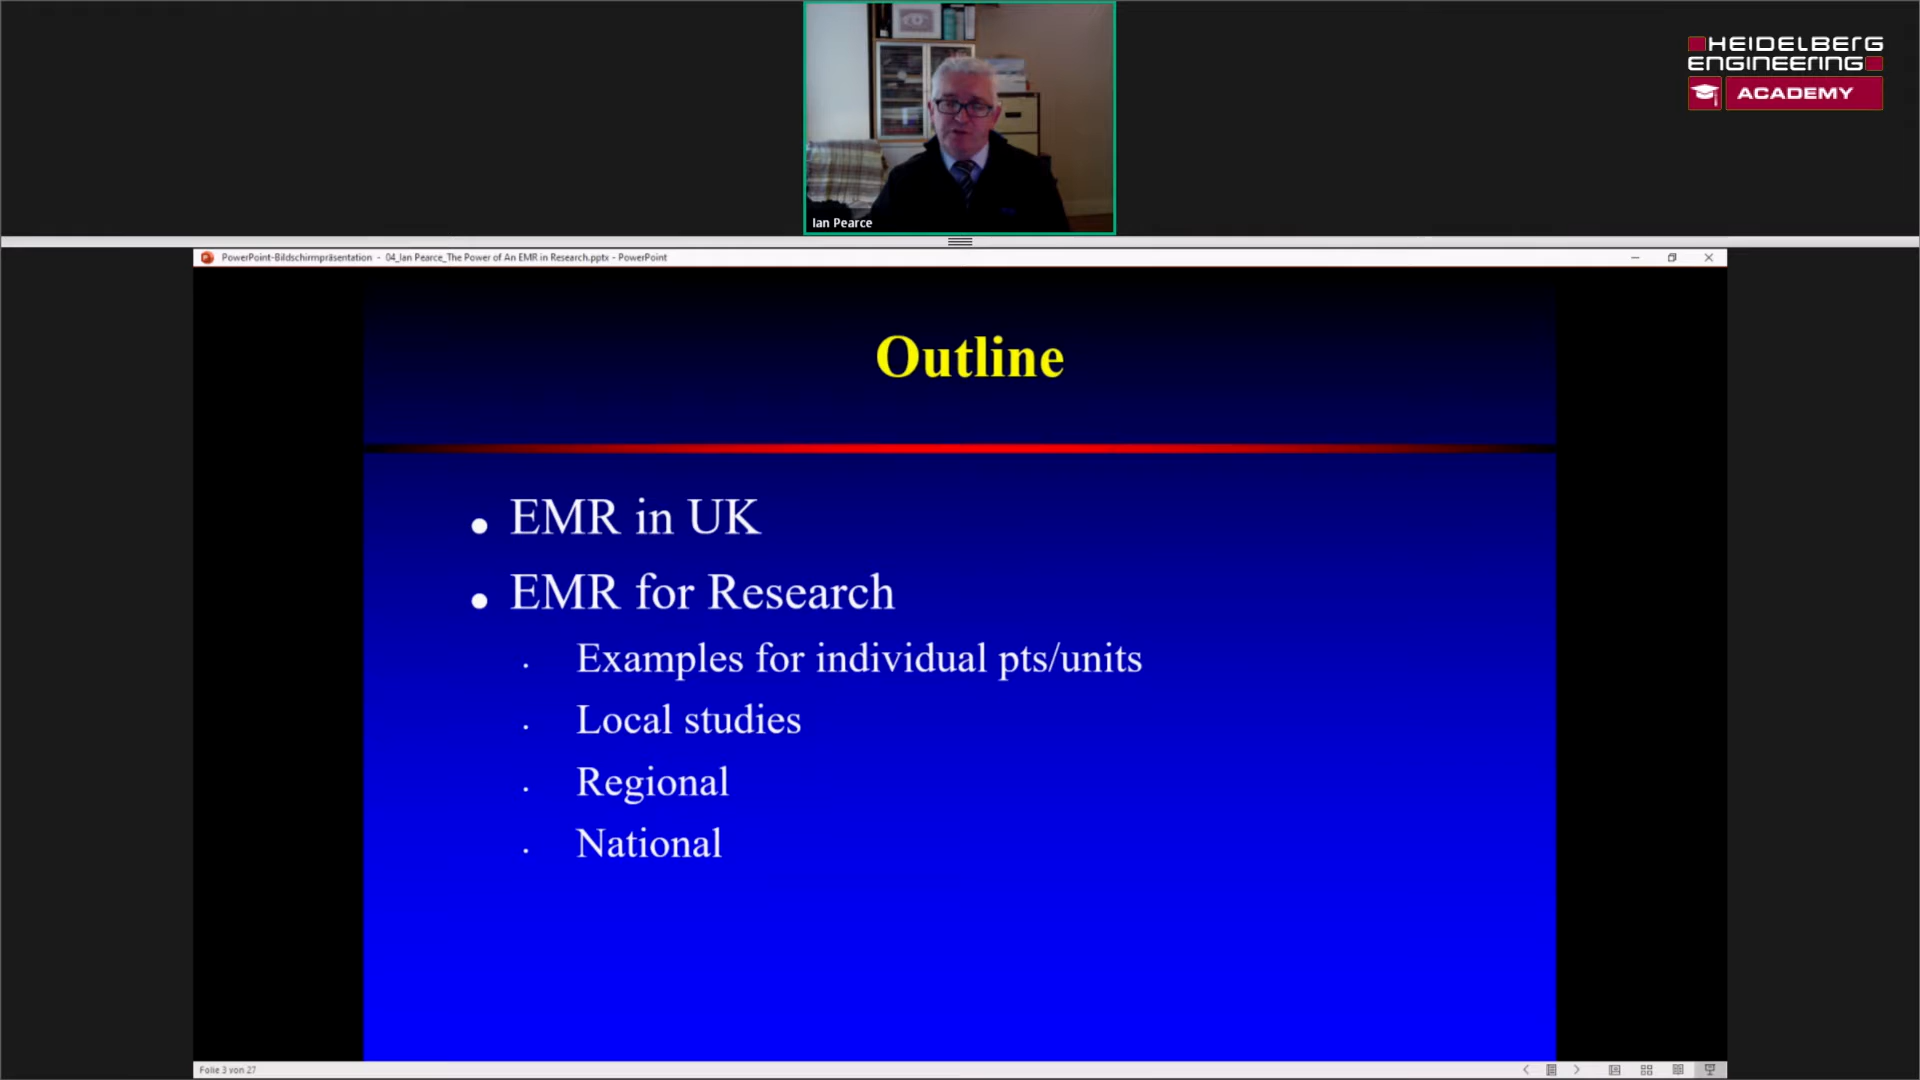 HEIDELBERG
ENGINEERING
ACADEMY
Ian Pearce
PowerPoint-Bildschirmpräsentation - 04_Ian Pearce_The Power of An EMR in Research.pptx - PowerPoint
Outline
• EMR in UK
• EMR for Research
· Examples for individual pts/units
· Local studies
· Regional
· National
Folie 3 von 27